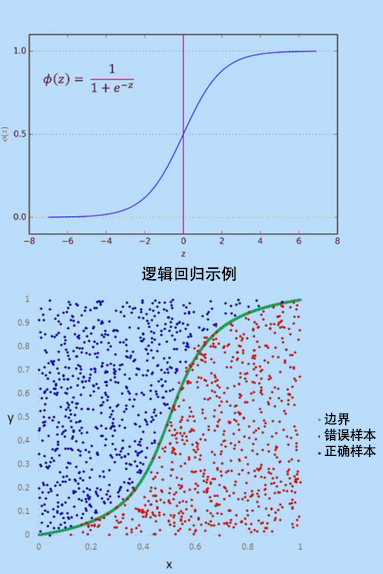 1.0
ϕ(z) = 1 / (1 + e^{-z})
ϕ(z)
0.5
0.0
−8 −6 −4 −2 0 2 4 6 8
z
逻辑回归示例
1
0.9
0.8
0.7
0.6
y
0.5
边界
错误样本
正确样本
0.4
0.3
0.2
0.1
0
0 0.2 0.4 0.6 0.8 1
x